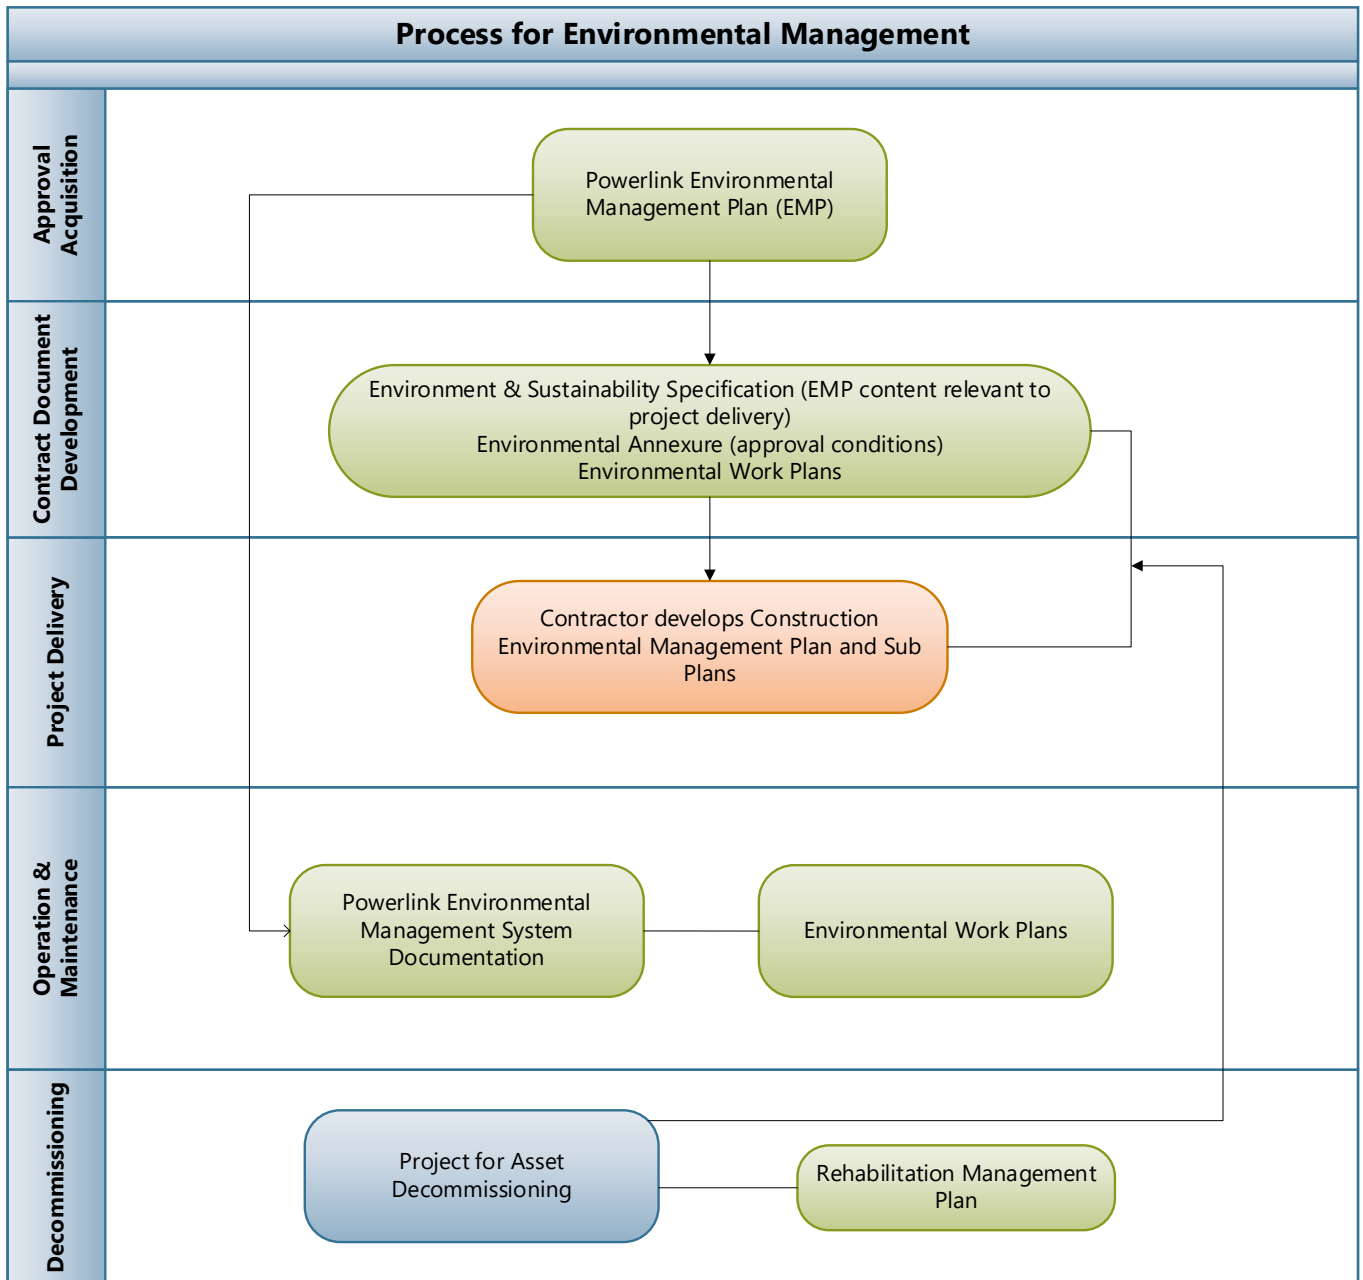 Process for Environmental Management
Approval
Acquisition
Powerlink Environmental
Management Plan (EMP)
Contract Document
Development
Environment & Sustainability Specification (EMP content relevant to
project delivery)
Environmental Annexure (approval conditions)
Environmental Work Plans
Project Delivery
Contractor develops Construction
Environmental Management Plan and Sub
Plans
Operation &
Maintenance
Powerlink Environmental
Management System
Documentation
Environmental Work Plans
Decommissioning
Project for Asset
Decommissioning
Rehabilitation Management
Plan